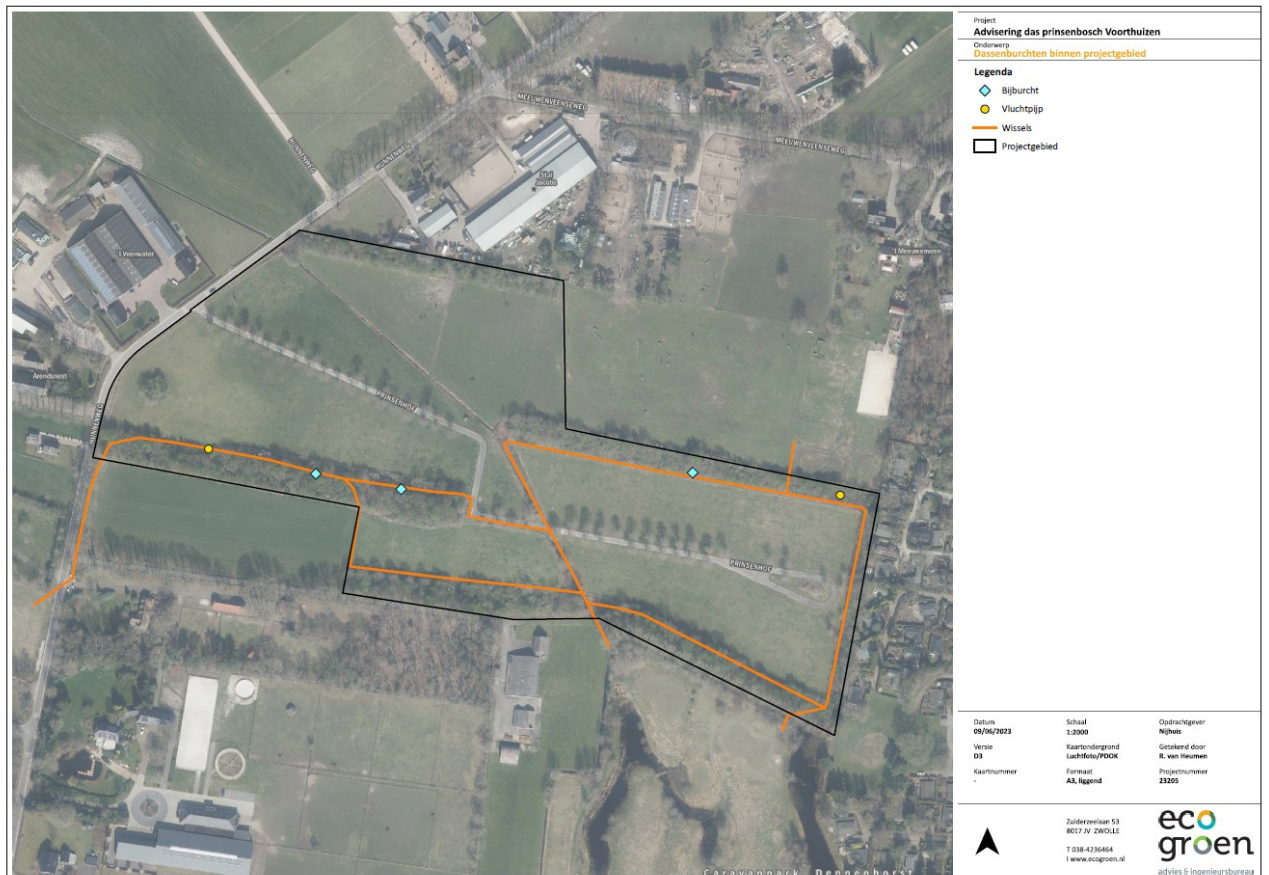 Project
Advisering das prinsenbosch Voorthuizen
Onderwerp
Dassenburchten binnen projectgebied
Legenda
Bijburcht
Vluchtpijp
Wissels
Projectgebied
MEEUWENVEENSEWEG
MEEUWENVEENSEWEG
HUNNENWEG
HUNNENWEG
Stal
Jacobs
't Veenwater
't Meeuwenveen
Arendsnest
PRINSENHOF
HUNNENWEG
PRINSENHOF
Caravanpark Dennenhorst
Datum
09/06/2023
Schaal
1:2000
Opdrachtgever
Nijhuis
Versie
D3
Kaartondergrond
Luchtfoto/PDOK
Getekend door
R. van Heumen
Kaartnummer
-
Formaat
A3, liggend
Projectnummer
23205
Zuiderzeelaan 53
8017 JV ZWOLLE
T 038-4236464
I www.ecogroen.nl
eco
groen
advies & ingenieursbureau